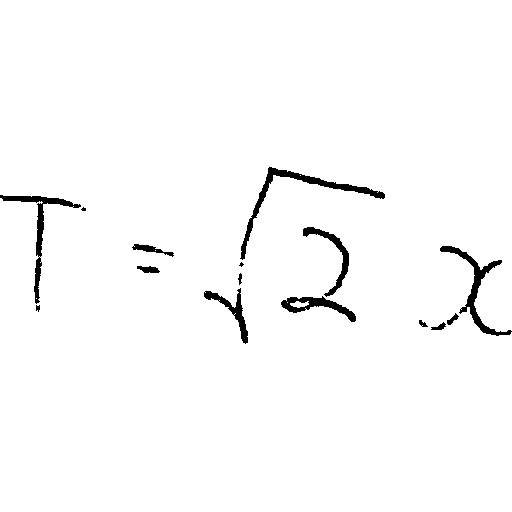 T = √2 x